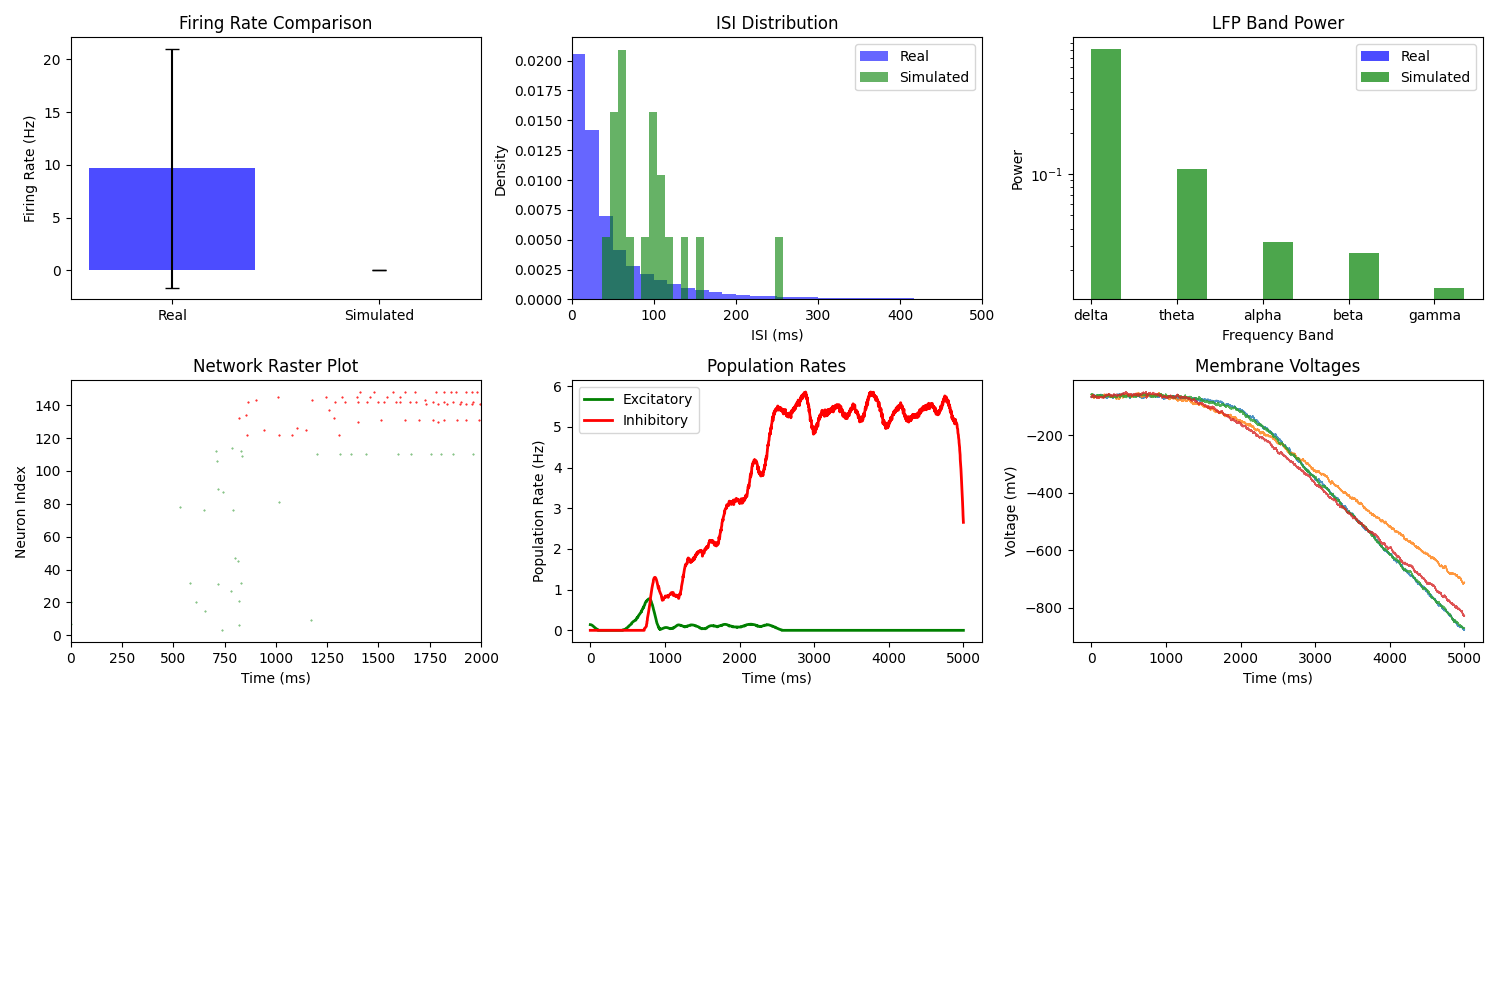 Firing Rate Comparison
Firing Rate (Hz)
20
15
10
5
0
Real
Simulated
ISI Distribution
Density
0.0200
0.0175
0.0150
0.0125
0.0100
0.0075
0.0050
0.0025
0.0000
Real
Simulated
0 100 200 300 400 500
ISI (ms)
LFP Band Power
Power
10⁻¹
Real
Simulated
delta theta alpha beta gamma
Frequency Band
Network Raster Plot
Neuron Index
140
120
100
80
60
40
20
0
0 250 500 750 1000 1250 1500 1750 2000
Time (ms)
Population Rates
Population Rate (Hz)
6
5
4
3
2
1
0
Excitatory
Inhibitory
0 1000 2000 3000 4000 5000
Time (ms)
Membrane Voltages
Voltage (mV)
−200
−400
−600
−800
0 1000 2000 3000 4000 5000
Time (ms)